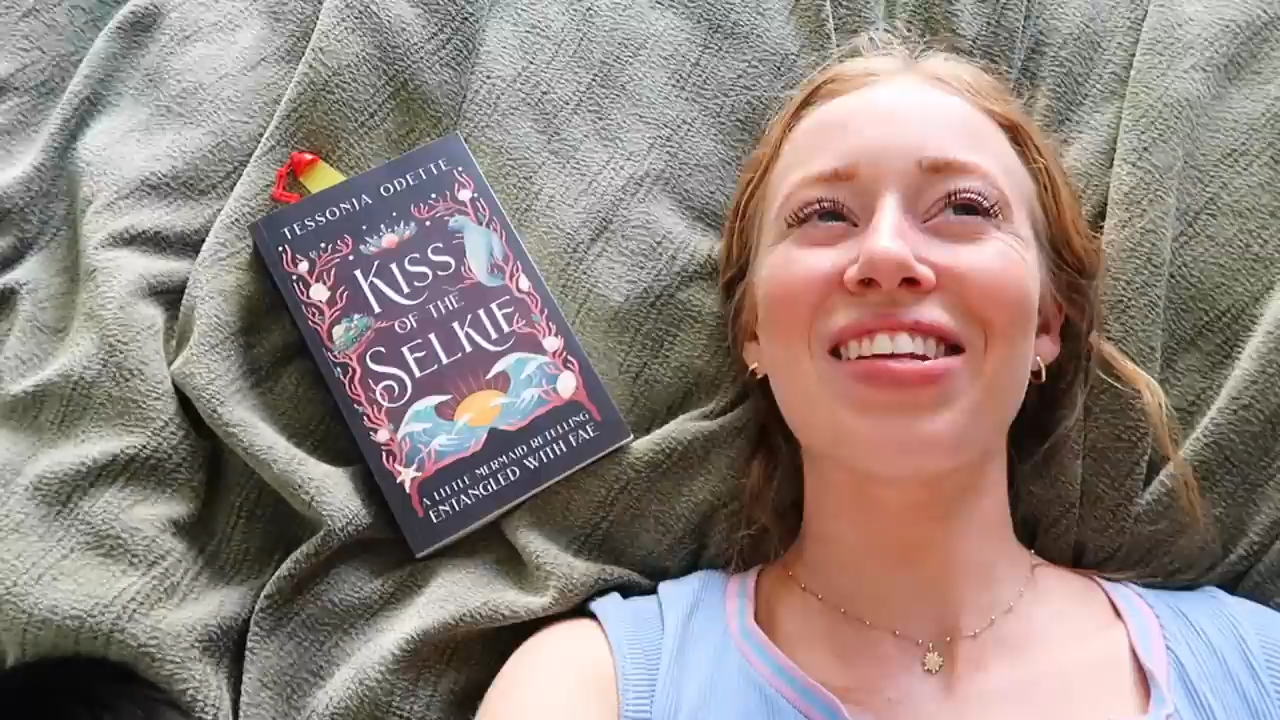 TESSONJA ODETTE
KISS
OF THE
SELKIE
A LITTLE MERMAID RETELLING
ENTANGLED WITH FAE